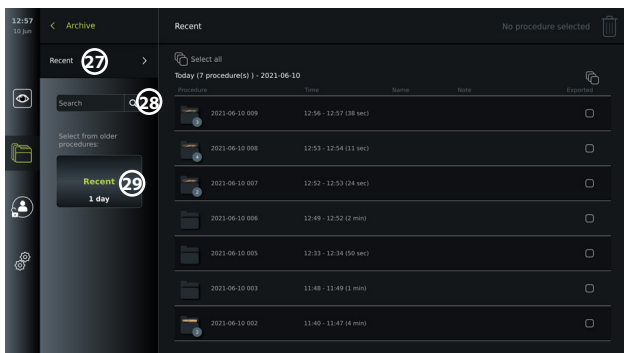 12:57
10 Jun
Archive
Recent
No procedure selected
Recent
27
Select all
Today (7 procedure(s) ) - 2021-06-10
Procedure Time Name Note Exported
Search
28
2021-06-10 009 12:56 - 12:57 (38 sec)
3
Select from older
procedures:
2021-06-10 008 12:53 - 12:54 (11 sec)
4
Recent
29
1 day
2021-06-10 007 12:52 - 12:53 (24 sec)
2
2021-06-10 006 12:49 - 12:52 (2 min)
2021-06-10 005 12:33 - 12:34 (50 sec)
2021-06-10 003 11:48 - 11:49 (1 min)
2021-06-10 002 11:40 - 11:47 (4 min)
2